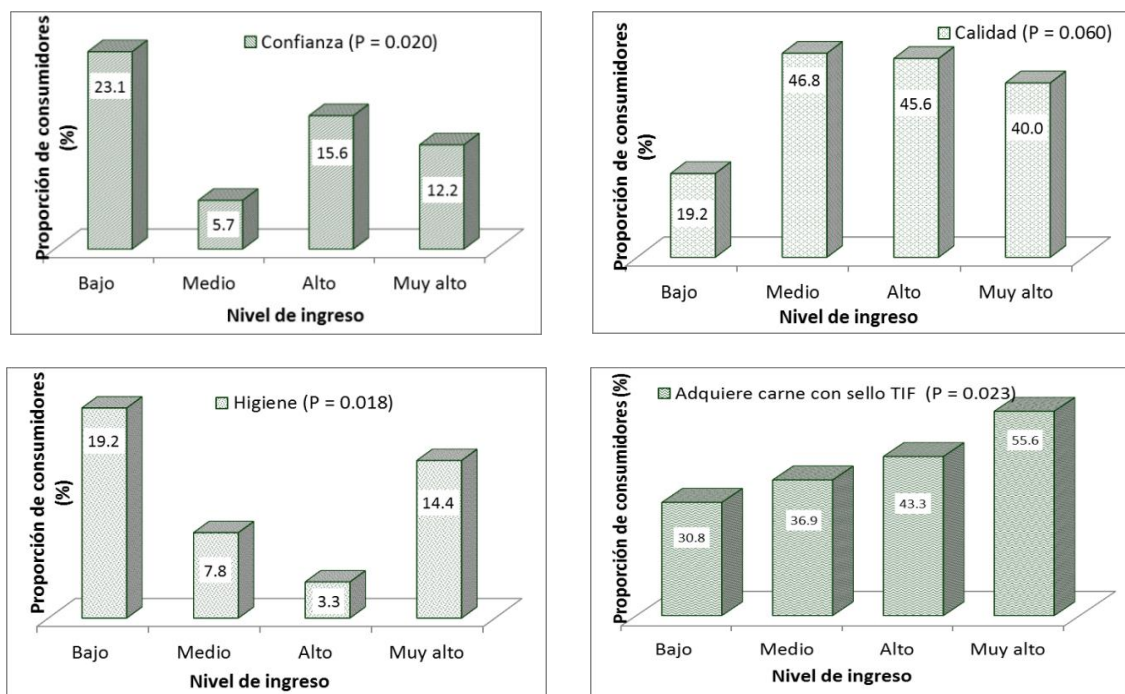 Proporción de consumidores
(%)
Confianza (P = 0.020)
23.1
5.7
15.6
12.2
Bajo
Medio
Alto
Muy alto
Nivel de ingreso
Proporción de consumidores
(%)
Calidad (P = 0.060)
19.2
46.8
45.6
40.0
Bajo
Medio
Alto
Muy alto
Nivel de ingreso
Proporción de consumidores
(%)
Higiene (P = 0.018)
19.2
7.8
3.3
14.4
Bajo
Medio
Alto
Muy alto
Nivel de ingreso
Proporción de consumidores (%)
Adquiere carne con sello TIF (P = 0.023)
30.8
36.9
43.3
55.6
Bajo
Medio
Alto
Muy alto
Nivel de ingreso